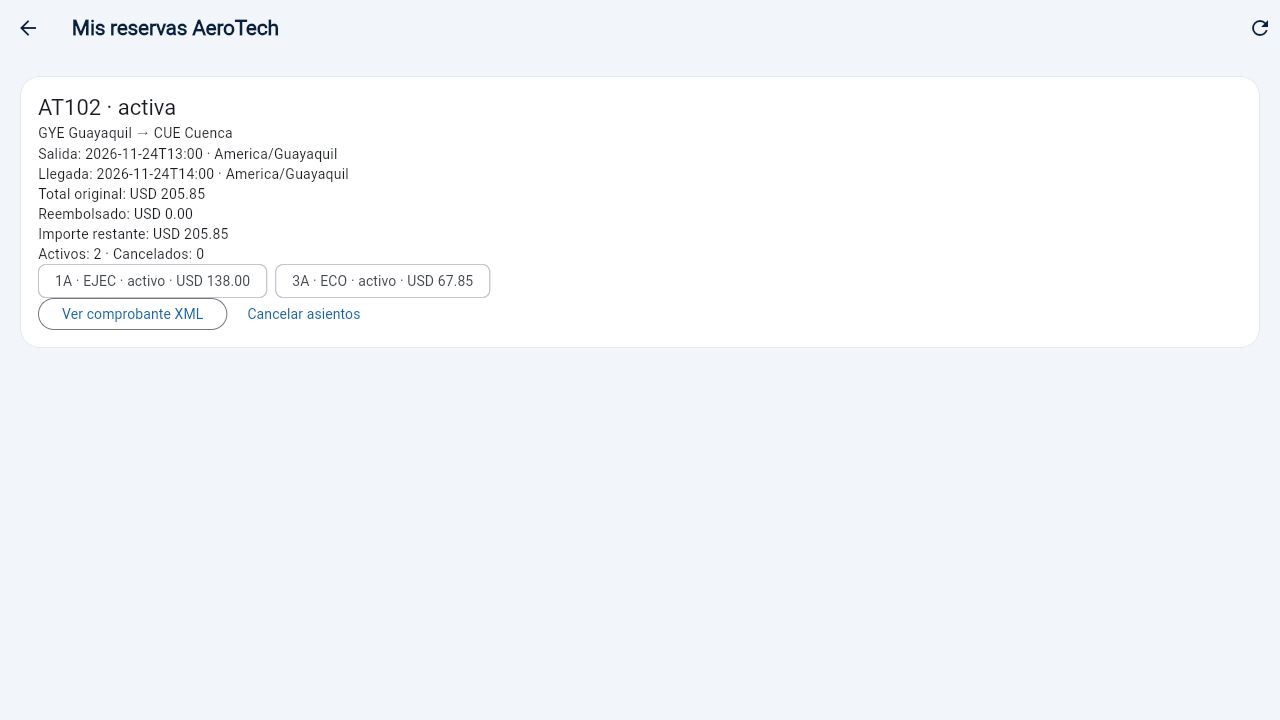 Mis reservas AeroTech
AT102 · activa
GYE Guayaquil → CUE Cuenca
Salida: 2026-11-24T13:00 · America/Guayaquil
Llegada: 2026-11-24T14:00 · America/Guayaquil
Total original: USD 205.85
Reembolsado: USD 0.00
Importe restante: USD 205.85
Activos: 2 · Cancelados: 0
1A · EJEC · activo · USD 138.00 3A · ECO · activo · USD 67.85
Ver comprobante XML Cancelar asientos